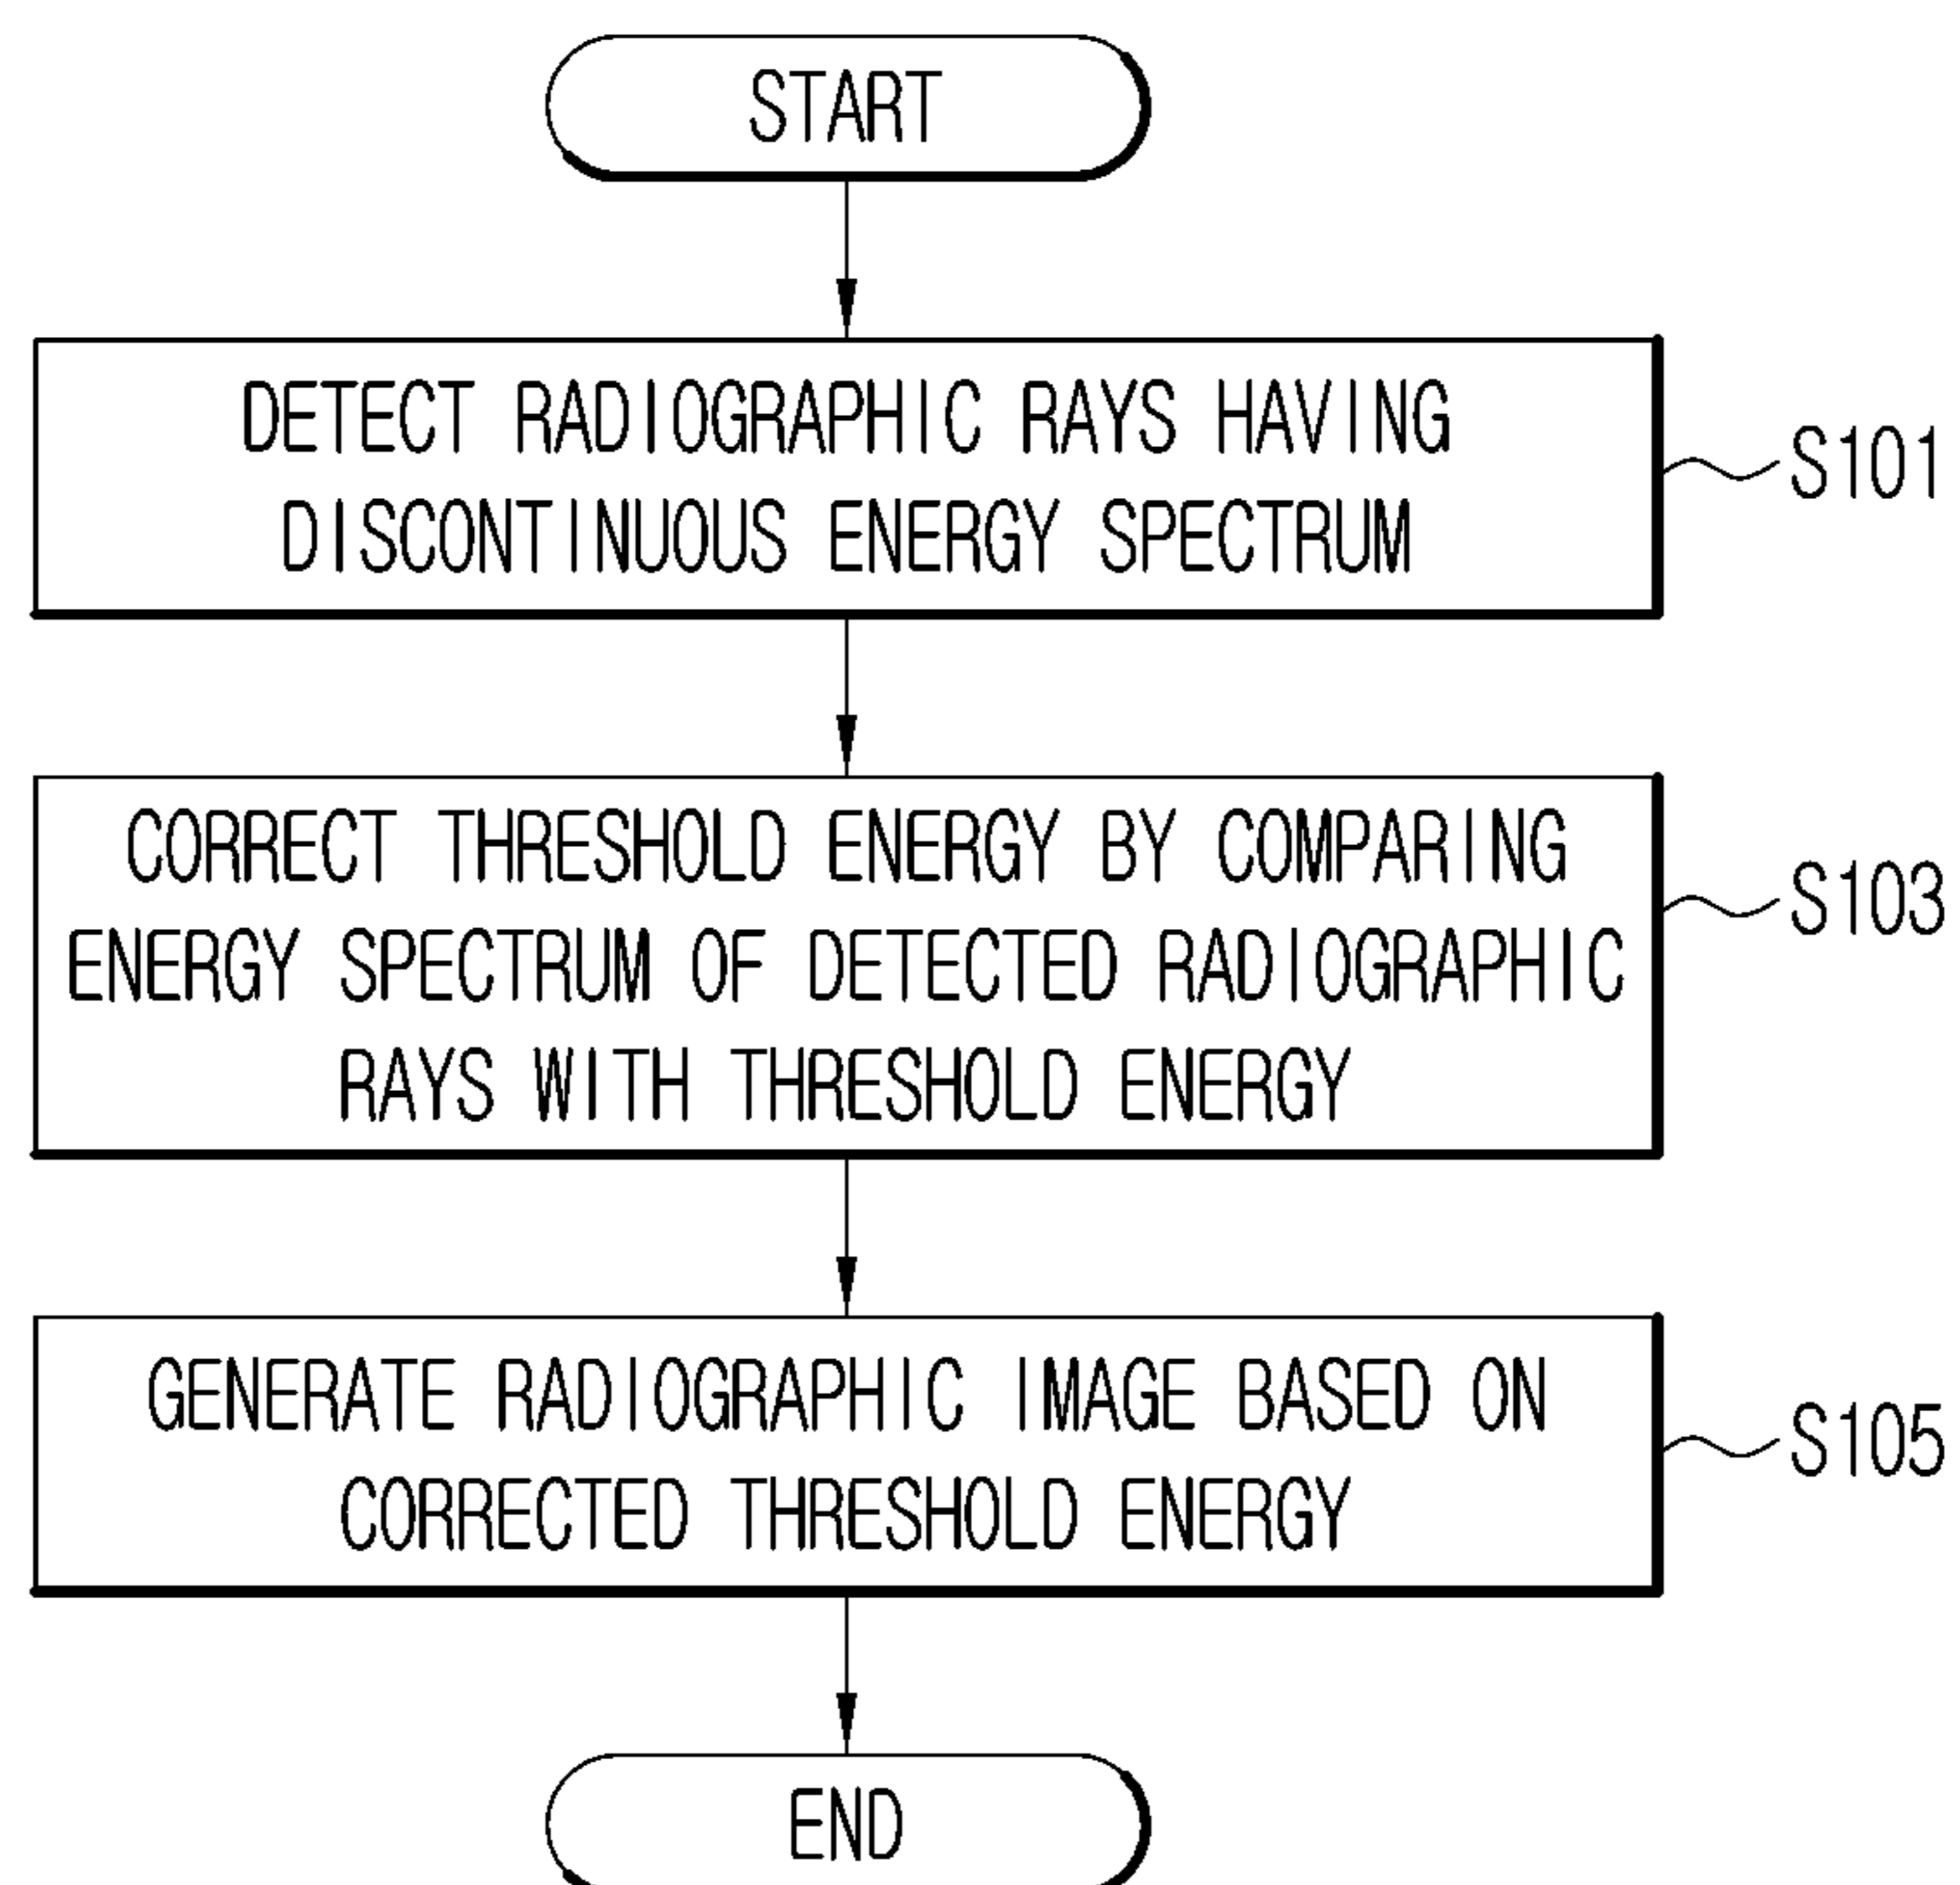 START
DETECT RADIOGRAPHIC RAYS HAVING
DISCONTINUOUS ENERGY SPECTRUM
S101
CORRECT THRESHOLD ENERGY BY COMPARING
ENERGY SPECTRUM OF DETECTED RADIOGRAPHIC
RAYS WITH THRESHOLD ENERGY
S103
GENERATE RADIOGRAPHIC IMAGE BASED ON
CORRECTED THRESHOLD ENERGY
S105
END